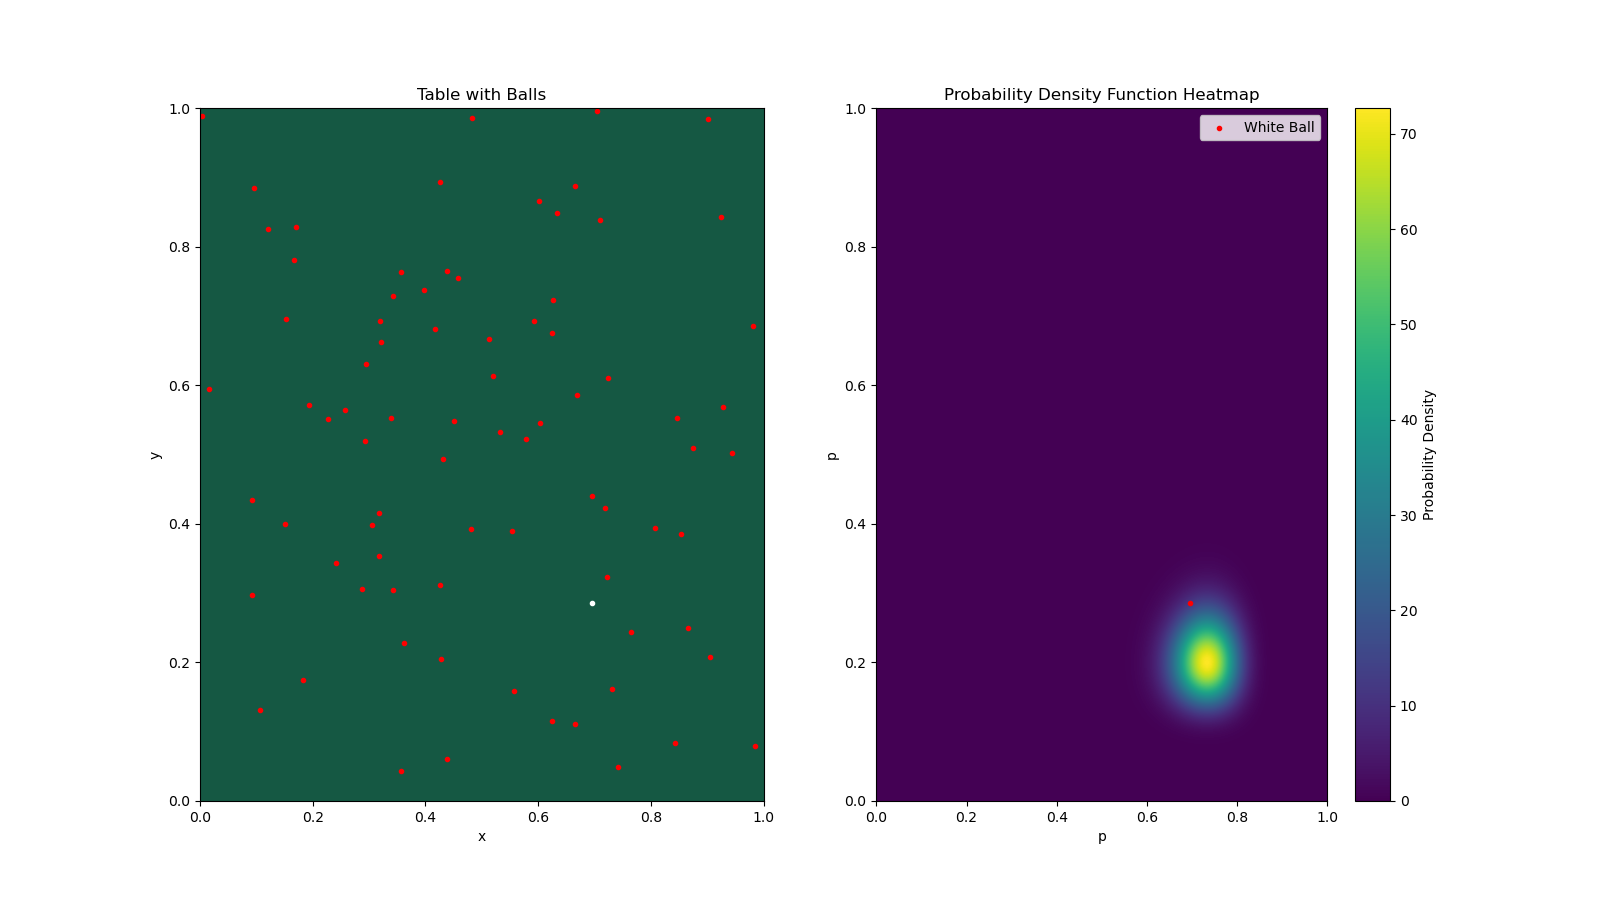 Table with Balls
1.0
0.8
0.6
0.4
0.2
0.0
y
0.0 0.2 0.4 0.6 0.8 1.0
x
Probability Density Function Heatmap
White Ball
1.0
0.8
0.6
0.4
0.2
0.0
p
0.0 0.2 0.4 0.6 0.8 1.0
p
70
60
50
40
30
20
10
0
Probability Density